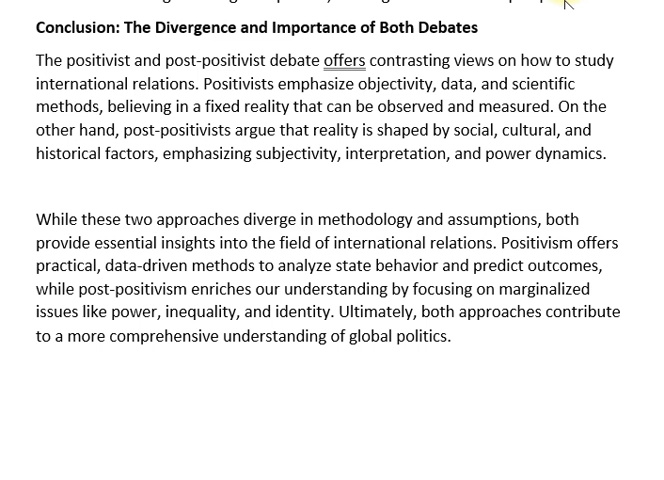 Conclusion: The Divergence and Importance of Both Debates
The positivist and post-positivist debate offers contrasting views on how to study
international relations. Positivists emphasize objectivity, data, and scientific
methods, believing in a fixed reality that can be observed and measured. On the
other hand, post-positivists argue that reality is shaped by social, cultural, and
historical factors, emphasizing subjectivity, interpretation, and power dynamics.
While these two approaches diverge in methodology and assumptions, both
provide essential insights into the field of international relations. Positivism offers
practical, data-driven methods to analyze state behavior and predict outcomes,
while post-positivism enriches our understanding by focusing on marginalized
issues like power, inequality, and identity. Ultimately, both approaches contribute
to a more comprehensive understanding of global politics.